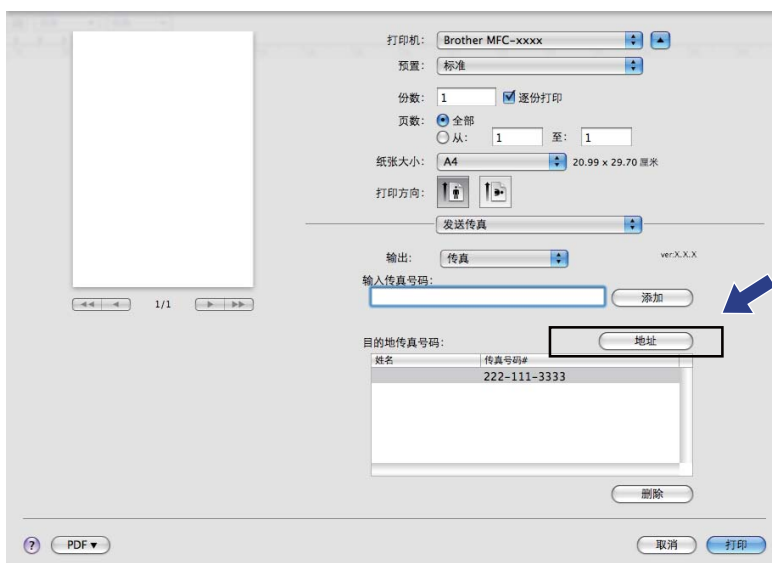 打印机: Brother MFC-xxxx
预置: 标准
份数: 1 逐份打印
页数: 全部
从: 1 至: 1
纸张大小: A4 20.99 x 29.70 厘米
打印方向:
发送传真
输出: 传真 ver:X.X.X
输入传真号码:
添加
1/1
目的地传真号码: 地址
姓名 传真号码#
222-111-3333
删除
? PDF▼ 取消 打印